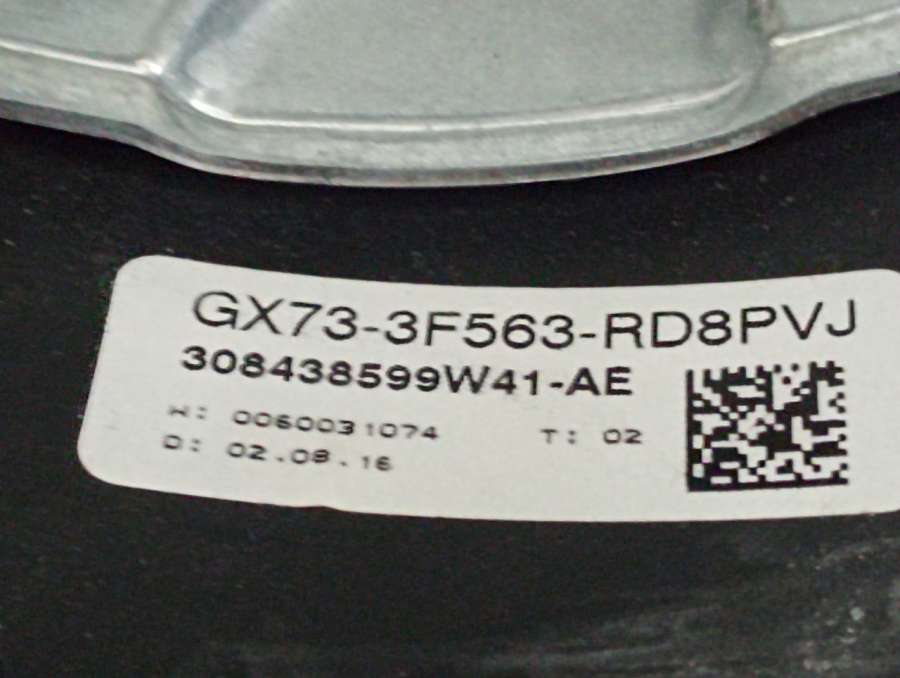 GX73-3F563-RD8PVJ
308438599W41-AE
W: 0060031074 T: 02
D: 02.08.16